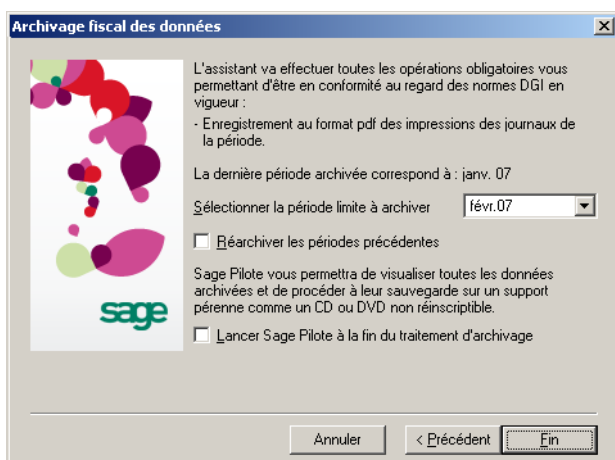 Archivage fiscal des données
L'assistant va effectuer toutes les opérations obligatoires vous
permettant d'être en conformité au regard des normes DGI en
vigueur :
- Enregistrement au format pdf des impressions des journaux de
la période.
La dernière période archivée correspond à : janv. 07
Sélectionner la période limite à archiver févr.07
Réarchiver les périodes précédentes
Sage Pilote vous permettra de visualiser toutes les données
archivées et de procéder à leur sauvegarde sur un support
pérenne comme un CD ou DVD non réinscriptible.
sage
Lancer Sage Pilote à la fin du traitement d'archivage
Annuler < Précédent Fin